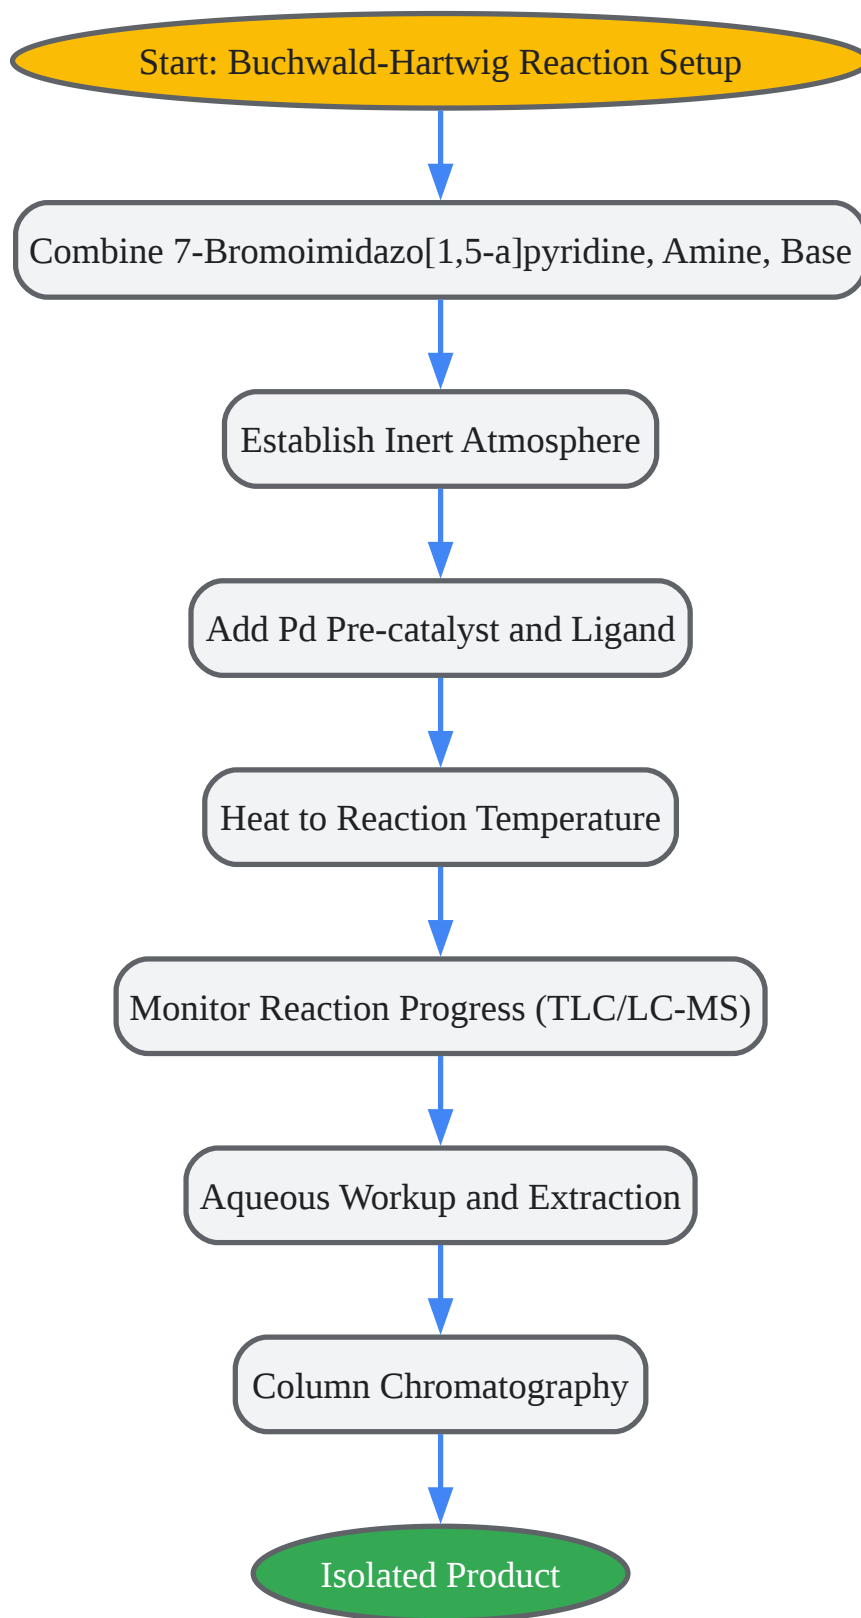 Start: Buchwald-Hartwig Reaction Setup
Combine 7-Bromoimidazo[1,5-a]pyridine, Amine, Base
Establish Inert Atmosphere
Add Pd Pre-catalyst and Ligand
Heat to Reaction Temperature
Monitor Reaction Progress (TLC/LC-MS)
Aqueous Workup and Extraction
Column Chromatography
Isolated Product